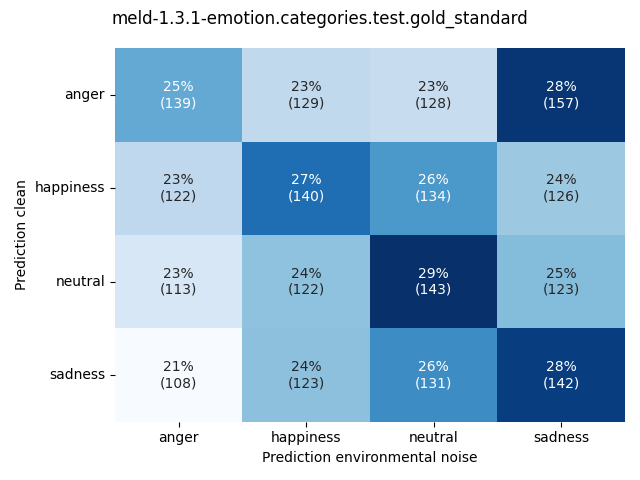 meld-1.3.1-emotion.categories.test.gold_standard
Prediction clean
anger
25%
(139)
23%
(129)
23%
(128)
28%
(157)
happiness
23%
(122)
27%
(140)
26%
(134)
24%
(126)
neutral
23%
(113)
24%
(122)
29%
(143)
25%
(123)
sadness
21%
(108)
24%
(123)
26%
(131)
28%
(142)
anger
happiness
neutral
sadness
Prediction environmental noise